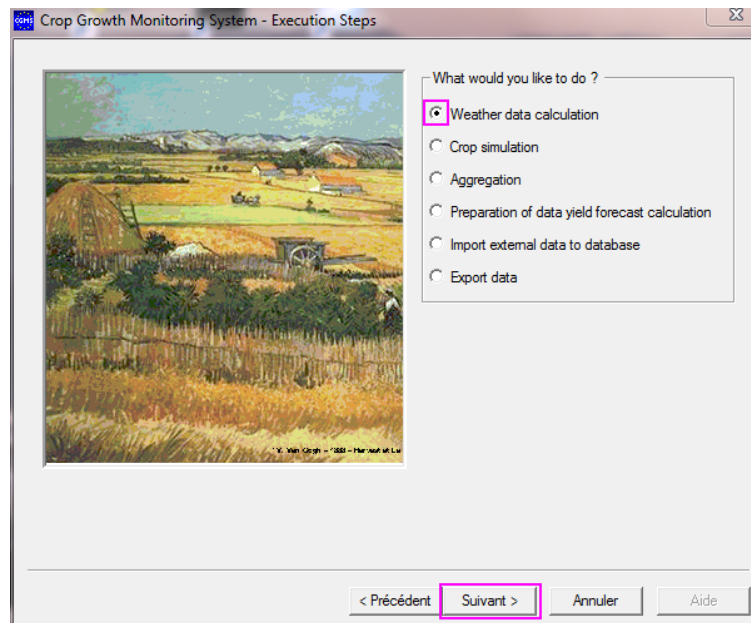 CGMS Crop Growth Monitoring System - Execution Steps
What would you like to do ?
Weather data calculation
Crop simulation
Aggregation
Preparation of data yield forecast calculation
Import external data to database
Export data
< Précédent Suivant > Annuler Aide